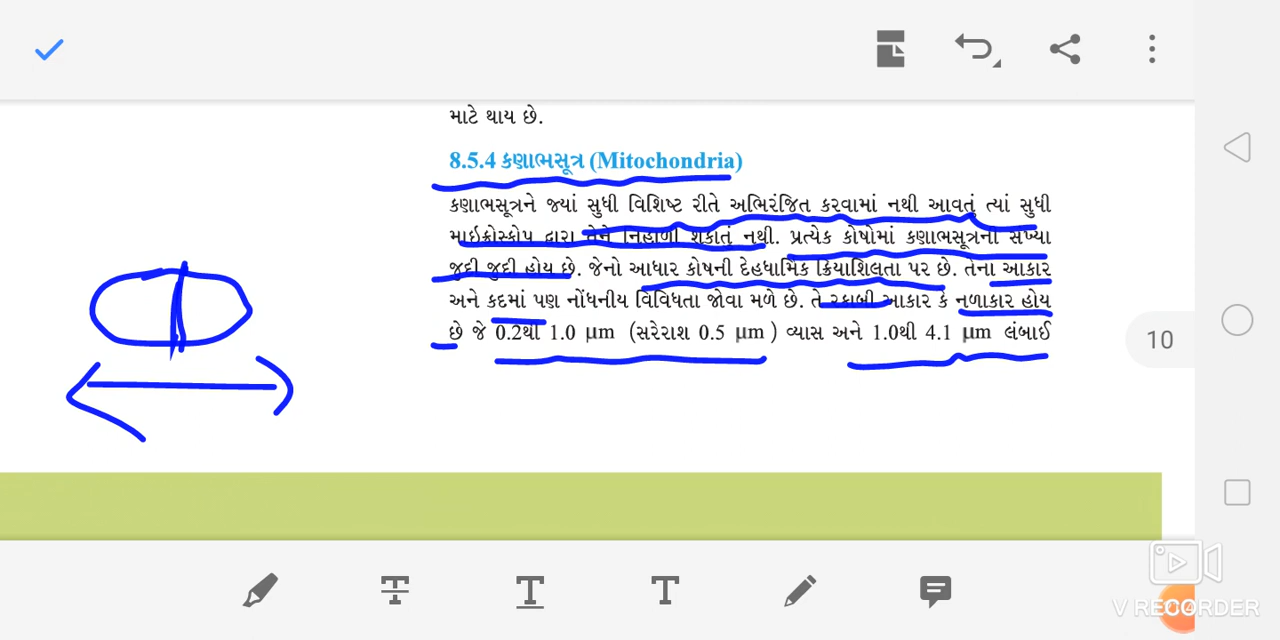 માટે થાય છે.
8.5.4 કણાભસૂત્ર (Mitochondria)
કણાભસૂત્રને જ્યાં સુધી વિશિષ્ટ રીતે અભિરંજિત કરવામાં નથી આવતું ત્યાં સુધી
માઇક્રોસ્કોપ દ્વારા તેને નિહાળી શકાતું નથી. પ્રત્યેક કોષોમાં કણાભસૂત્રની સંખ્યા
જુદી જુદી હોય છે. જેનો આધાર કોષની દેહધાર્મિક ક્રિયાશિલતા પર છે. તેના આકાર
અને કદમાં પણ નોંધનીય વિવિધતા જોવા મળે છે. તે રકાબી આકાર કે નળાકાર હોય
છે જે 0.2થી 1.0 μm (સરેરાશ 0.5 μm) વ્યાસ અને 1.0થી 4.1 μm લંબાઈ
10
T T T
V RECORDER